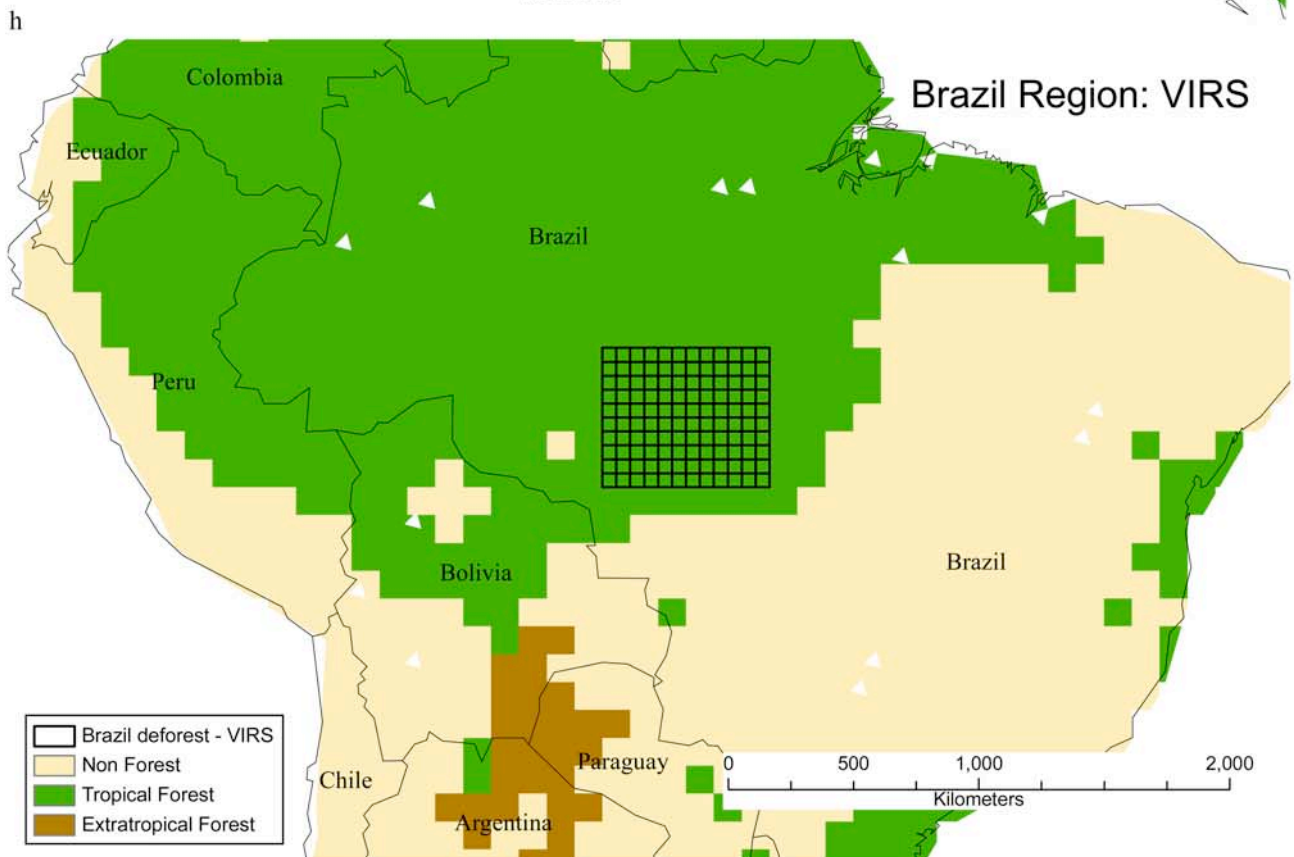 h
Brazil Region: VIRS
Colombia
Ecuador
Brazil
Peru
Bolivia
Brazil
Brazil deforest - VIRS
Non Forest
Tropical Forest
Extratropical Forest
Chile
Paraguay
Argentina
0 500 1,000 2,000
Kilometers